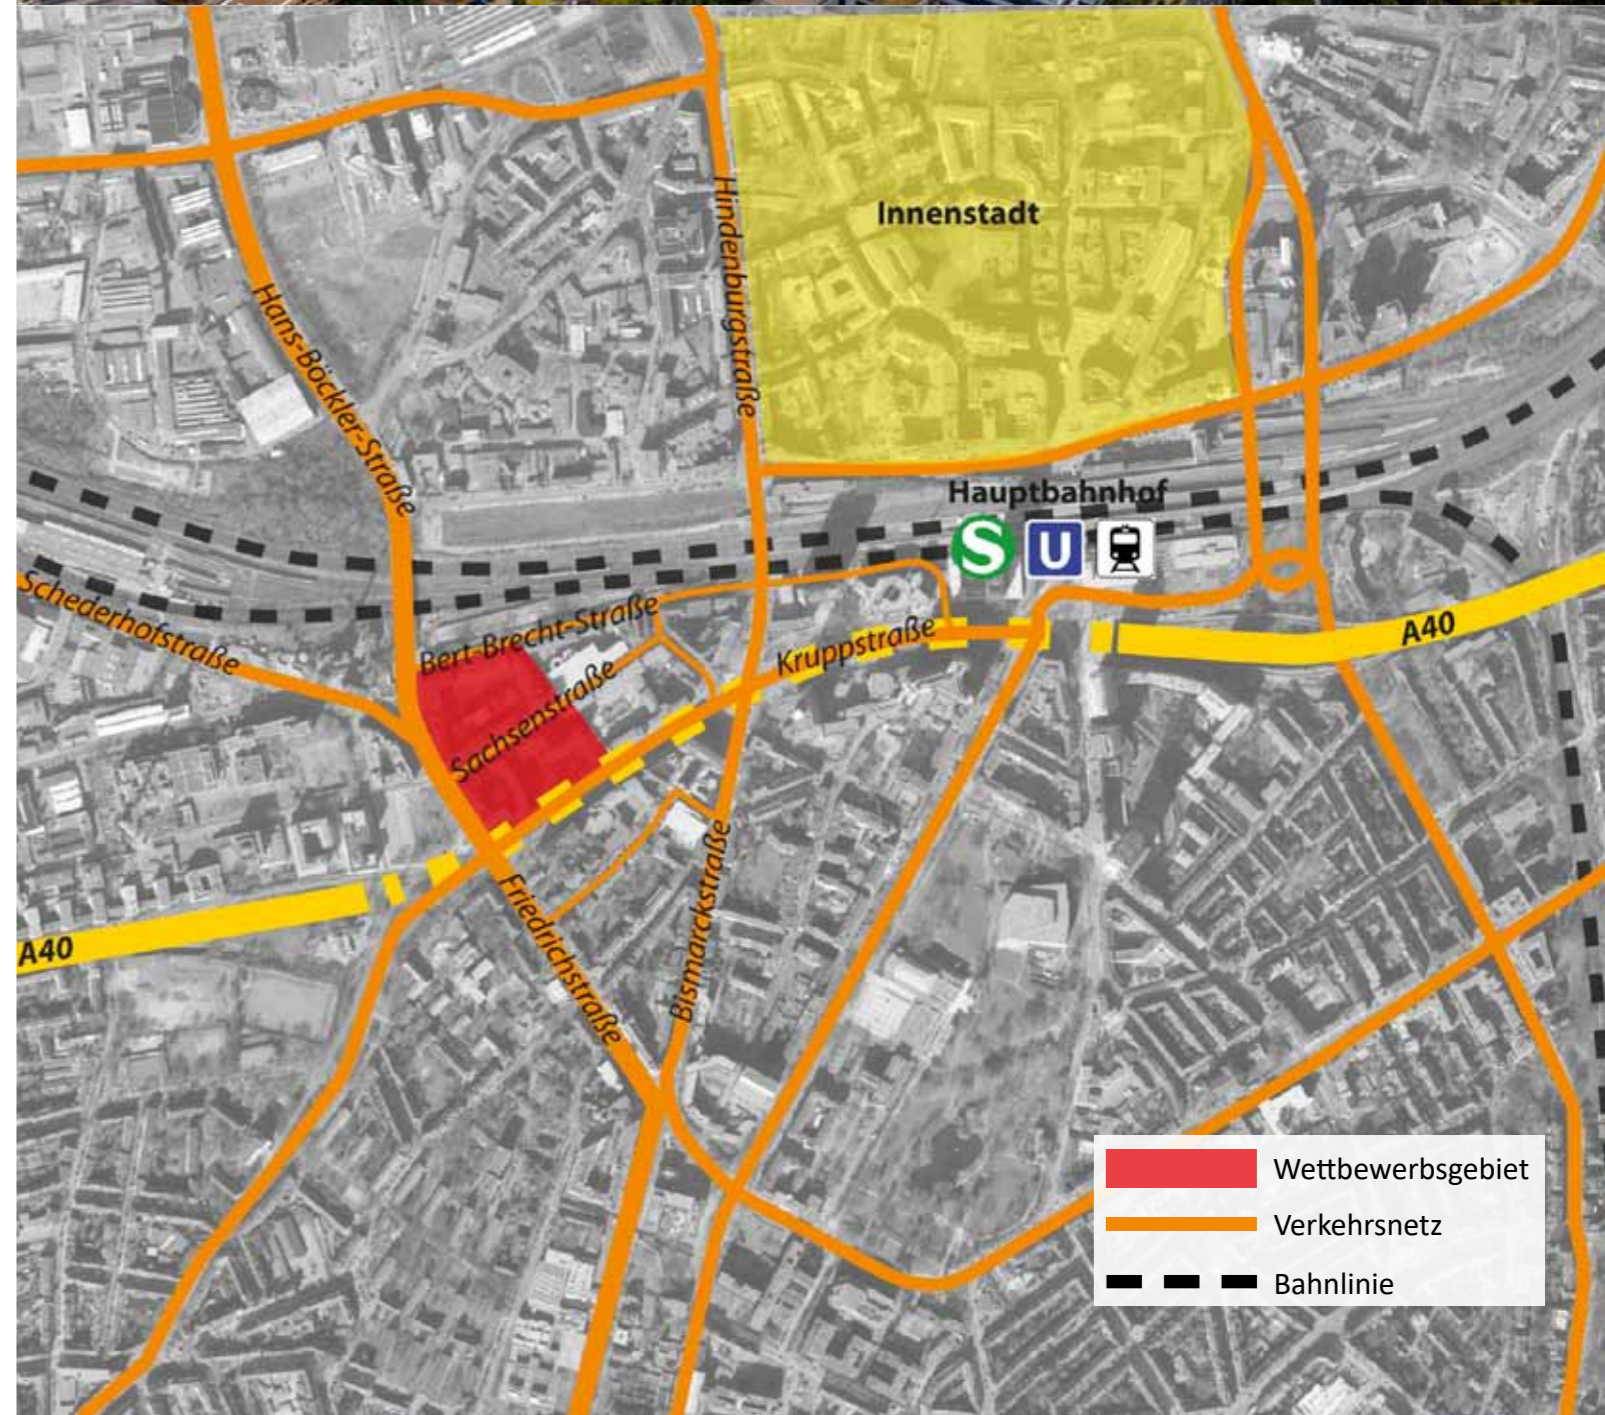 Innenstadt
Hindenburgstraße
Hans-Böckler-Straße
Hauptbahnhof
S
U
Schederhofstraße
Bert-Brecht-Straße
Kruppstraße
A40
Sachsenstraße
Friedrichstraße
Bismarckstraße
A40
Wettbewerbsgebiet
Verkehrsnetz
Bahnlinie